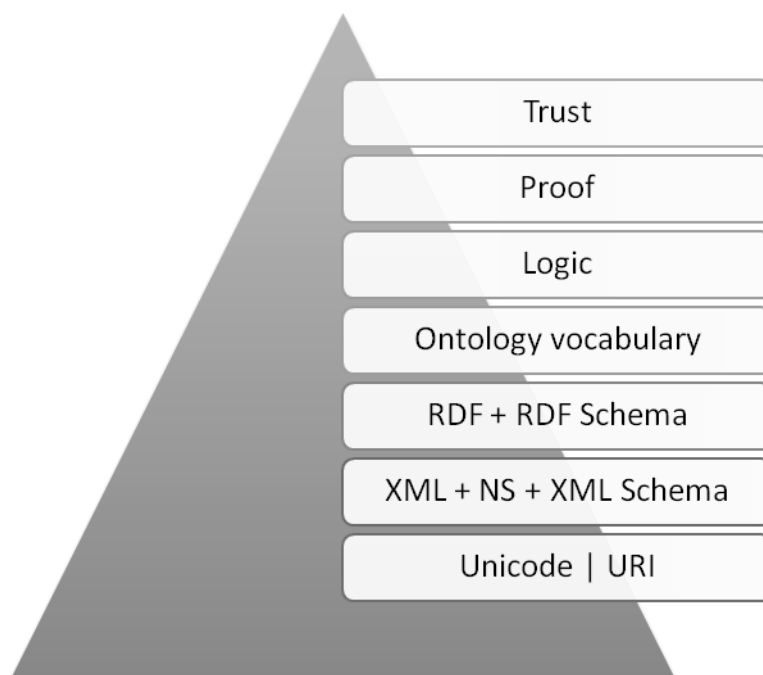 Trust
Proof
Logic
Ontology vocabulary
RDF + RDF Schema
XML + NS + XML Schema
Unicode | URI